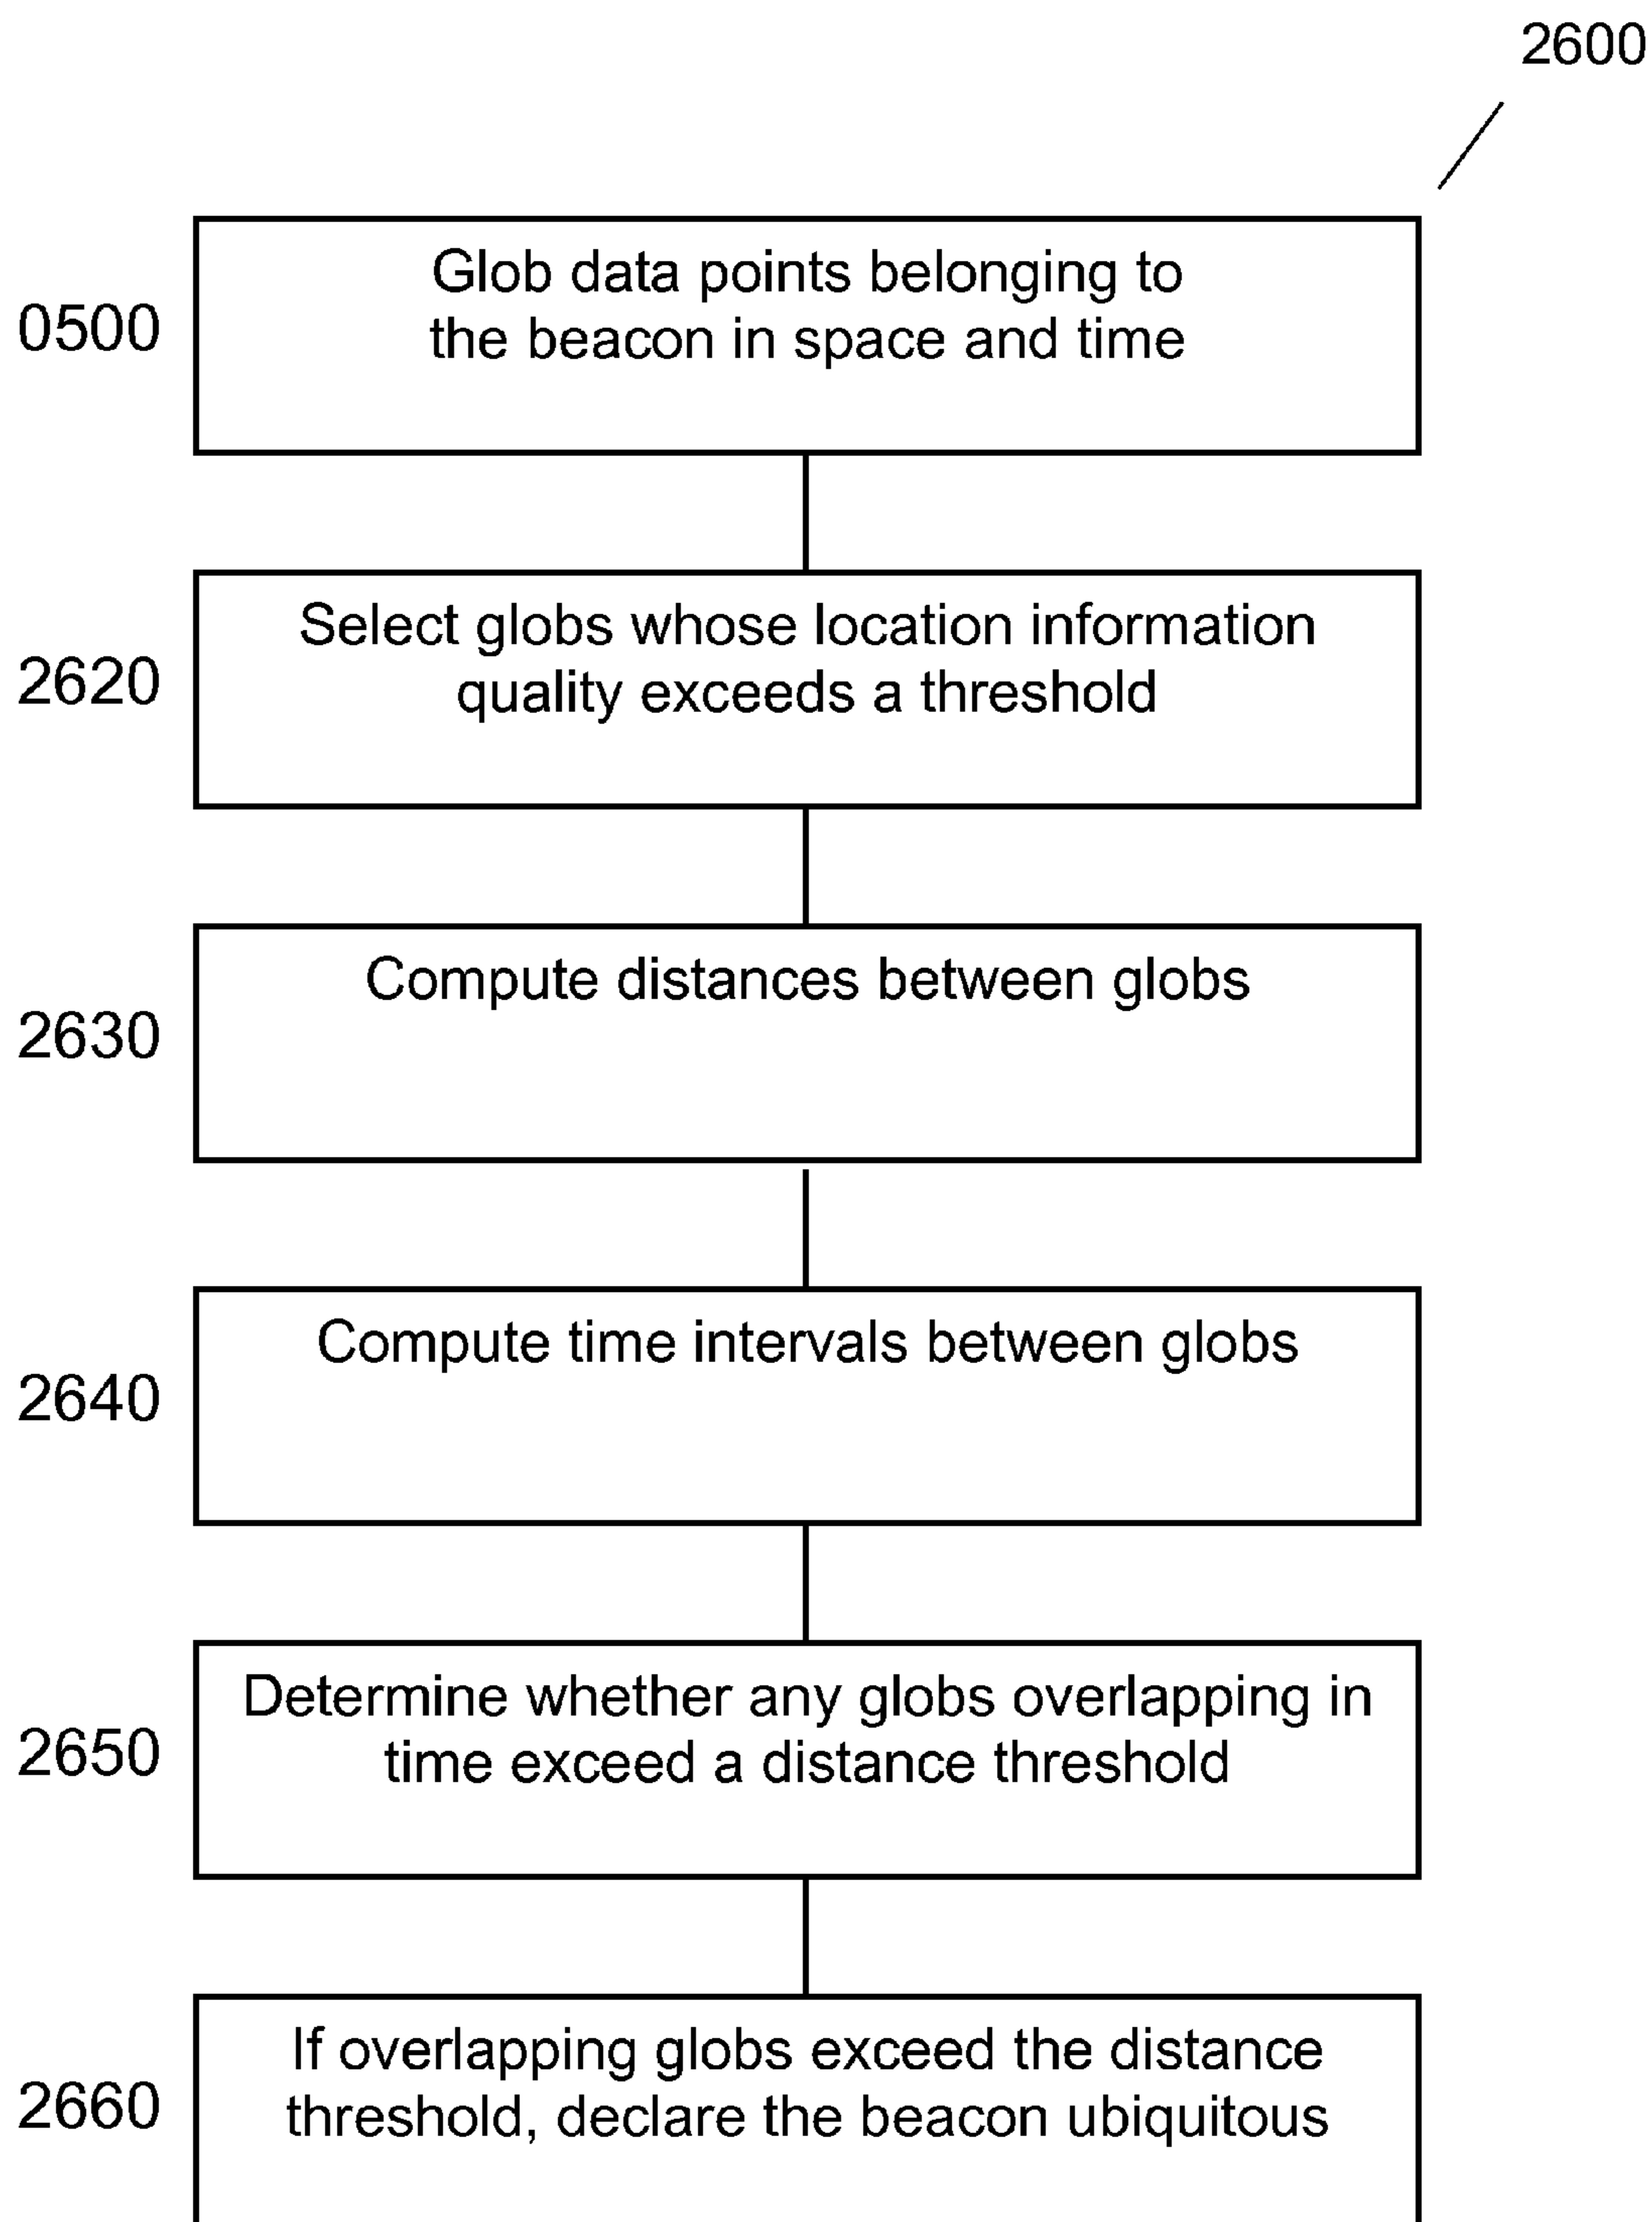 2600
0500
Glob data points belonging to
the beacon in space and time
2620
Select globs whose location information
quality exceeds a threshold
2630
Compute distances between globs
2640
Compute time intervals between globs
2650
Determine whether any globs overlapping in
time exceed a distance threshold
2660
If overlapping globs exceed the distance
threshold, declare the beacon ubiquitous